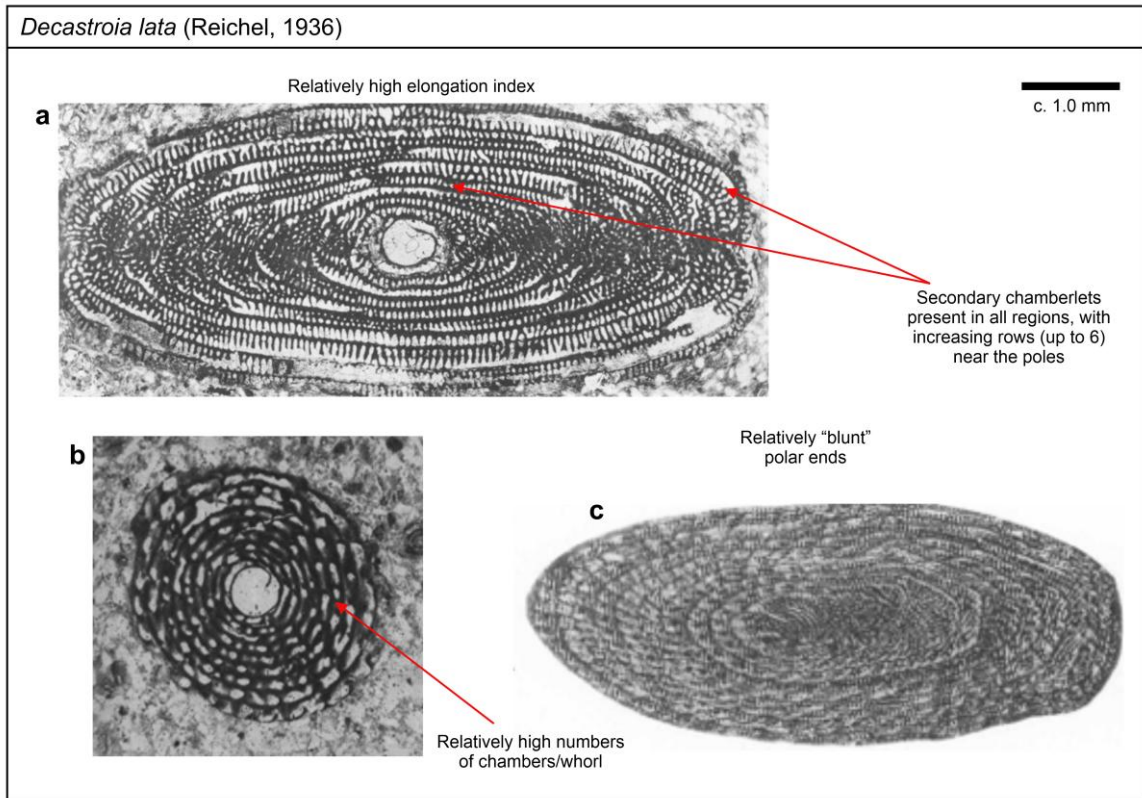 Decastroia lata (Reichel, 1936)
Relatively high elongation index
c. 1.0 mm
a
Secondary chamberlets
present in all regions, with
increasing rows (up to 6)
near the poles
b
Relatively “blunt”
polar ends
c
Relatively high numbers
of chambers/whorl